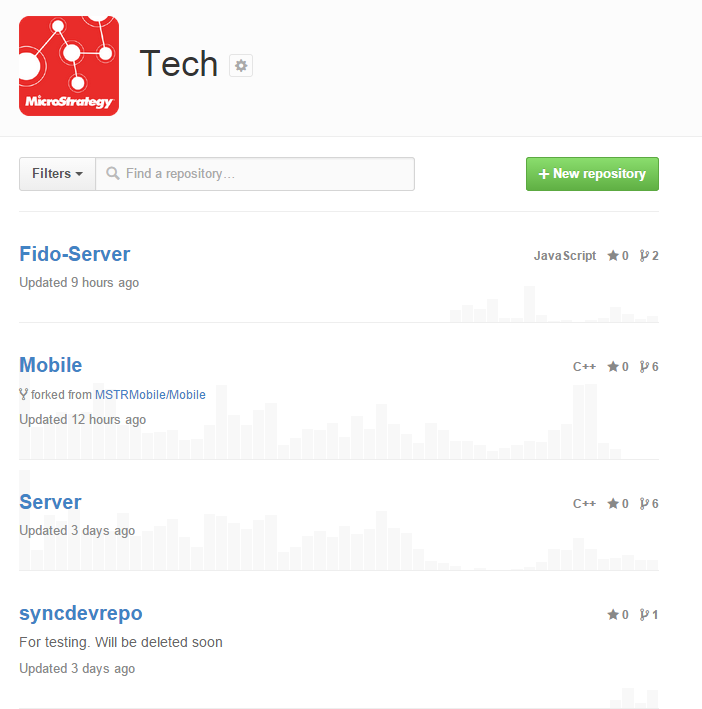 MicroStrategy
Tech
Filters
Find a repository...
New repository
Fido-Server
JavaScript 0 2
Updated 9 hours ago
Mobile
C++ 0 6
forked from MSTRMobile/Mobile
Updated 12 hours ago
Server
C++ 0 6
Updated 3 days ago
syncdevrepo
0 1
For testing. Will be deleted soon
Updated 3 days ago